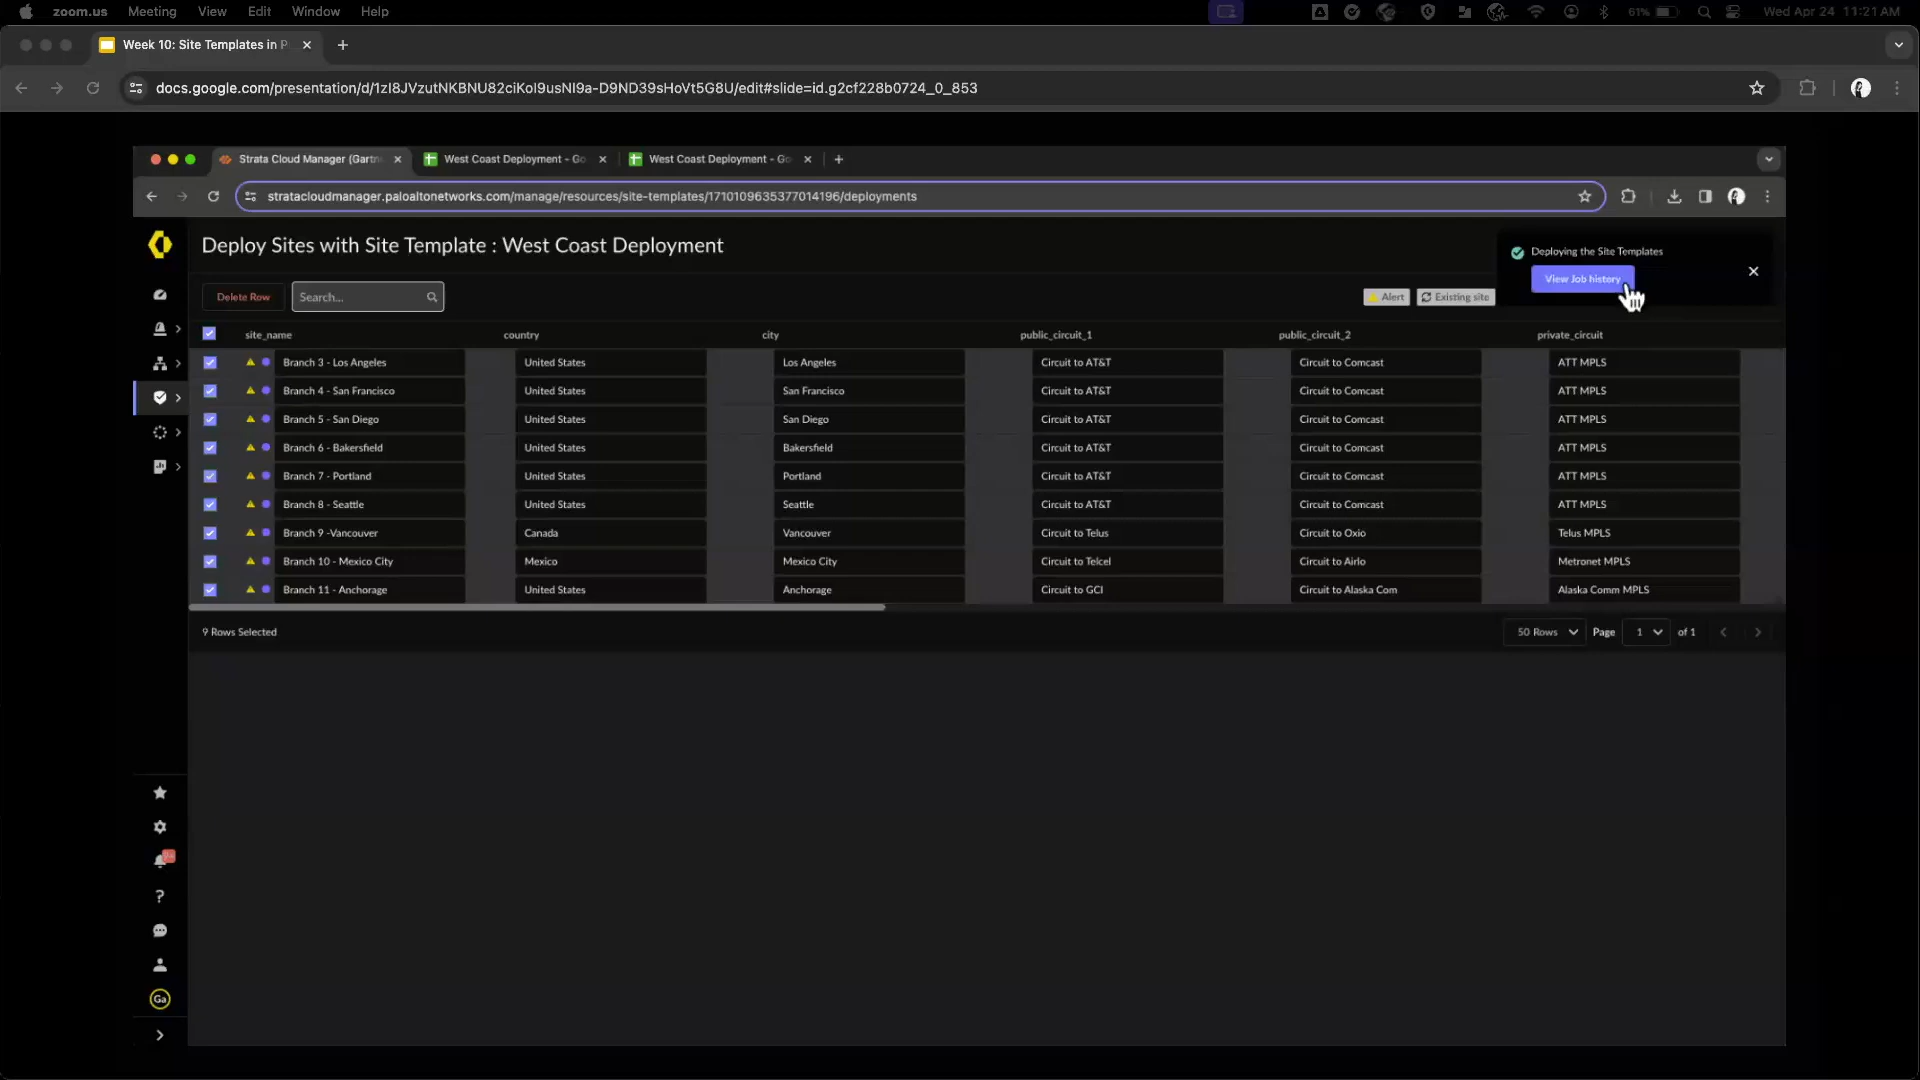 zoom.us Meeting View Edit Window Help 61% Wed Apr 24 11:21 AM
Week 10: Site Templates in P
docs.google.com/presentation/d/1zI8JVzutNKBNU82ciKoI9usNI9a-D9ND39sHoVt5G8U/edit#slide=id.g2cf228b0724_0_853
Strata Cloud Manager (Gartn West Coast Deployment - Go West Coast Deployment - Go
stratacloudmanager.paloaltonetworks.com/manage/resources/site-templates/1710109635377014196/deployments
Deploy Sites with Site Template : West Coast Deployment
Deploying the Site Templates
View Job history
Delete Row Search... Alert Existing site
site_name country city public_circuit_1 public_circuit_2 private_circuit
Branch 3 - Los Angeles United States Los Angeles Circuit to AT&T Circuit to Comcast ATT MPLS
Branch 4 - San Francisco United States San Francisco Circuit to AT&T Circuit to Comcast ATT MPLS
Branch 5 - San Diego United States San Diego Circuit to AT&T Circuit to Comcast ATT MPLS
Branch 6 - Bakersfield United States Bakersfield Circuit to AT&T Circuit to Comcast ATT MPLS
Branch 7 - Portland United States Portland Circuit to AT&T Circuit to Comcast ATT MPLS
Branch 8 - Seattle United States Seattle Circuit to AT&T Circuit to Comcast ATT MPLS
Branch 9 -Vancouver Canada Vancouver Circuit to Telus Circuit to Oxio Telus MPLS
Branch 10 - Mexico City Mexico Mexico City Circuit to Telcel Circuit to Airlo Metronet MPLS
Branch 11 - Anchorage United States Anchorage Circuit to GCI Circuit to Alaska Com Alaska Comm MPLS
9 Rows Selected 50 Rows Page 1 of 1
Ga